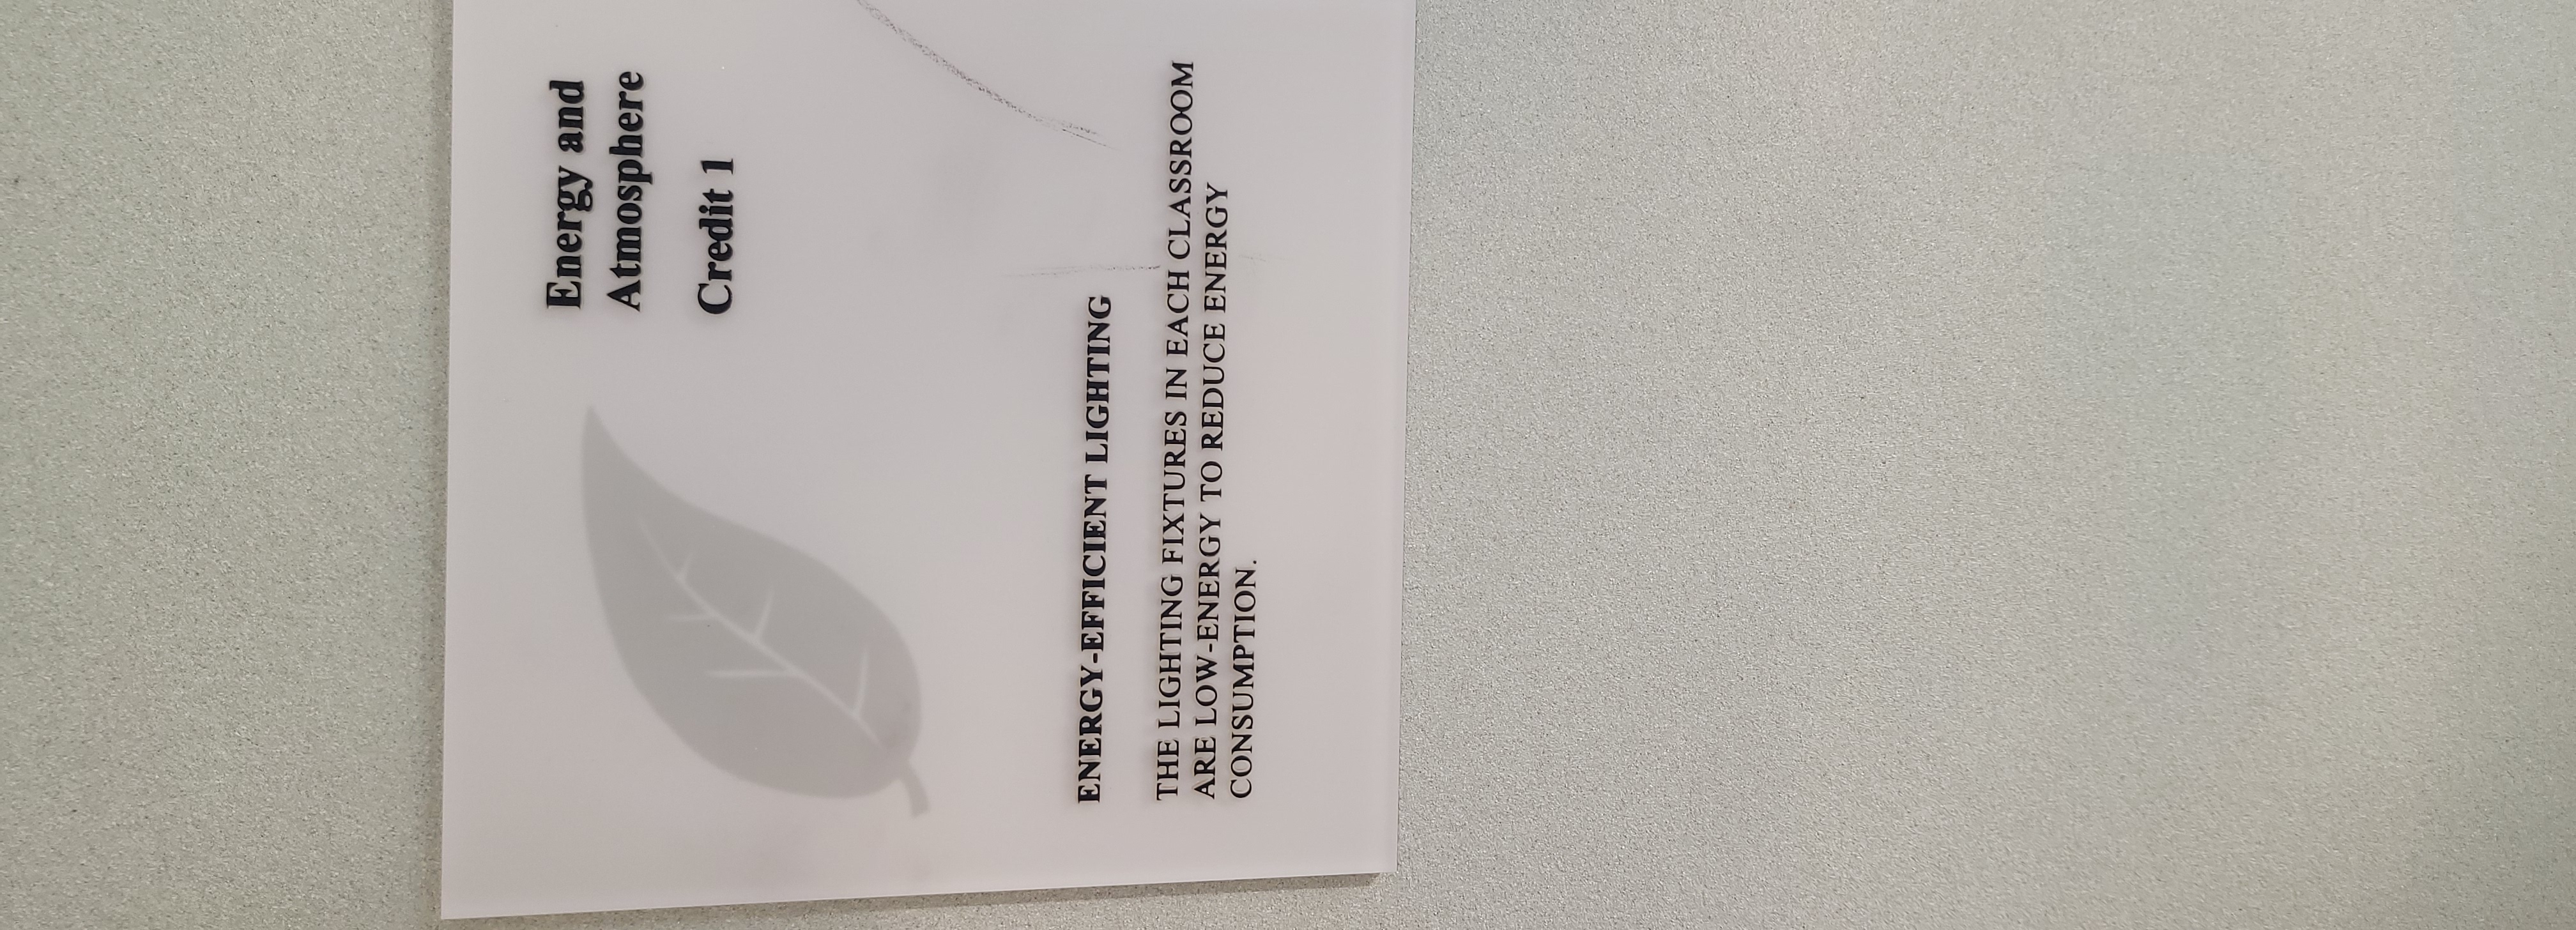 Energy and
Atmosphere
Credit 1
ENERGY-EFFICIENT LIGHTING
THE LIGHTING FIXTURES IN EACH CLASSROOM
ARE LOW-ENERGY TO REDUCE ENERGY
CONSUMPTION.